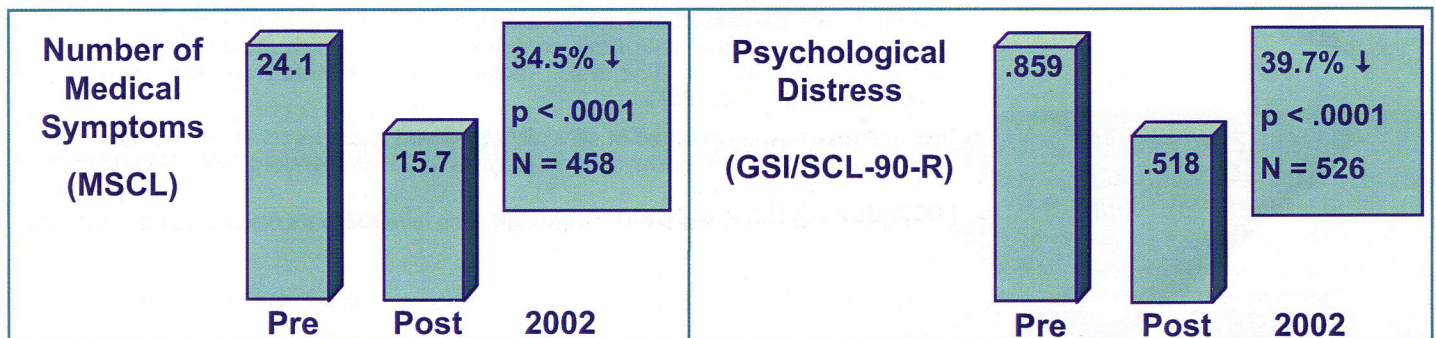 Number of
Medical
Symptoms
(MSCL)
24.1
15.7
34.5% ↓
p < .0001
N = 458
Pre Post 2002
Psychological
Distress
(GSI/SCL-90-R)
.859
.518
39.7% ↓
p < .0001
N = 526
Pre Post 2002